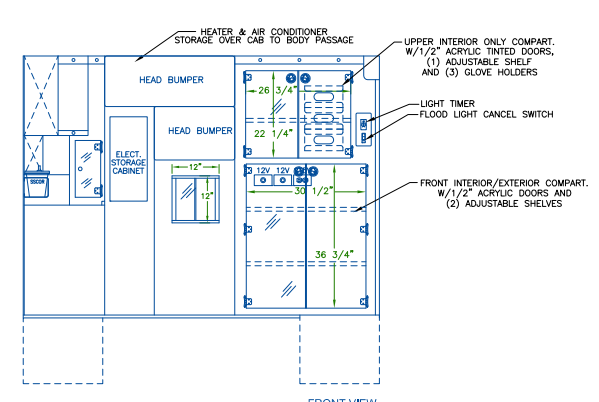 HEATER & AIR CONDITIONER
STORAGE OVER CAB TO BODY PASSAGE
UPPER INTERIOR ONLY COMPART.
W/1/2" ACRYLIC TINTED DOORS,
(1) ADJUSTABLE SHELF
AND (3) GLOVE HOLDERS
HEAD BUMPER
26 3/4"
LIGHT TIMER
FLOOD LIGHT CANCEL SWITCH
HEAD BUMPER
22 1/4"
ELECT.
STORAGE
CABINET
12"
12V 12V
SSCOR
30 1/2"
12"
FRONT INTERIOR/EXTERIOR COMPART.
W/1/2" ACRYLIC DOORS AND
(2) ADJUSTABLE SHELVES
36 3/4"
FRONT VIEW